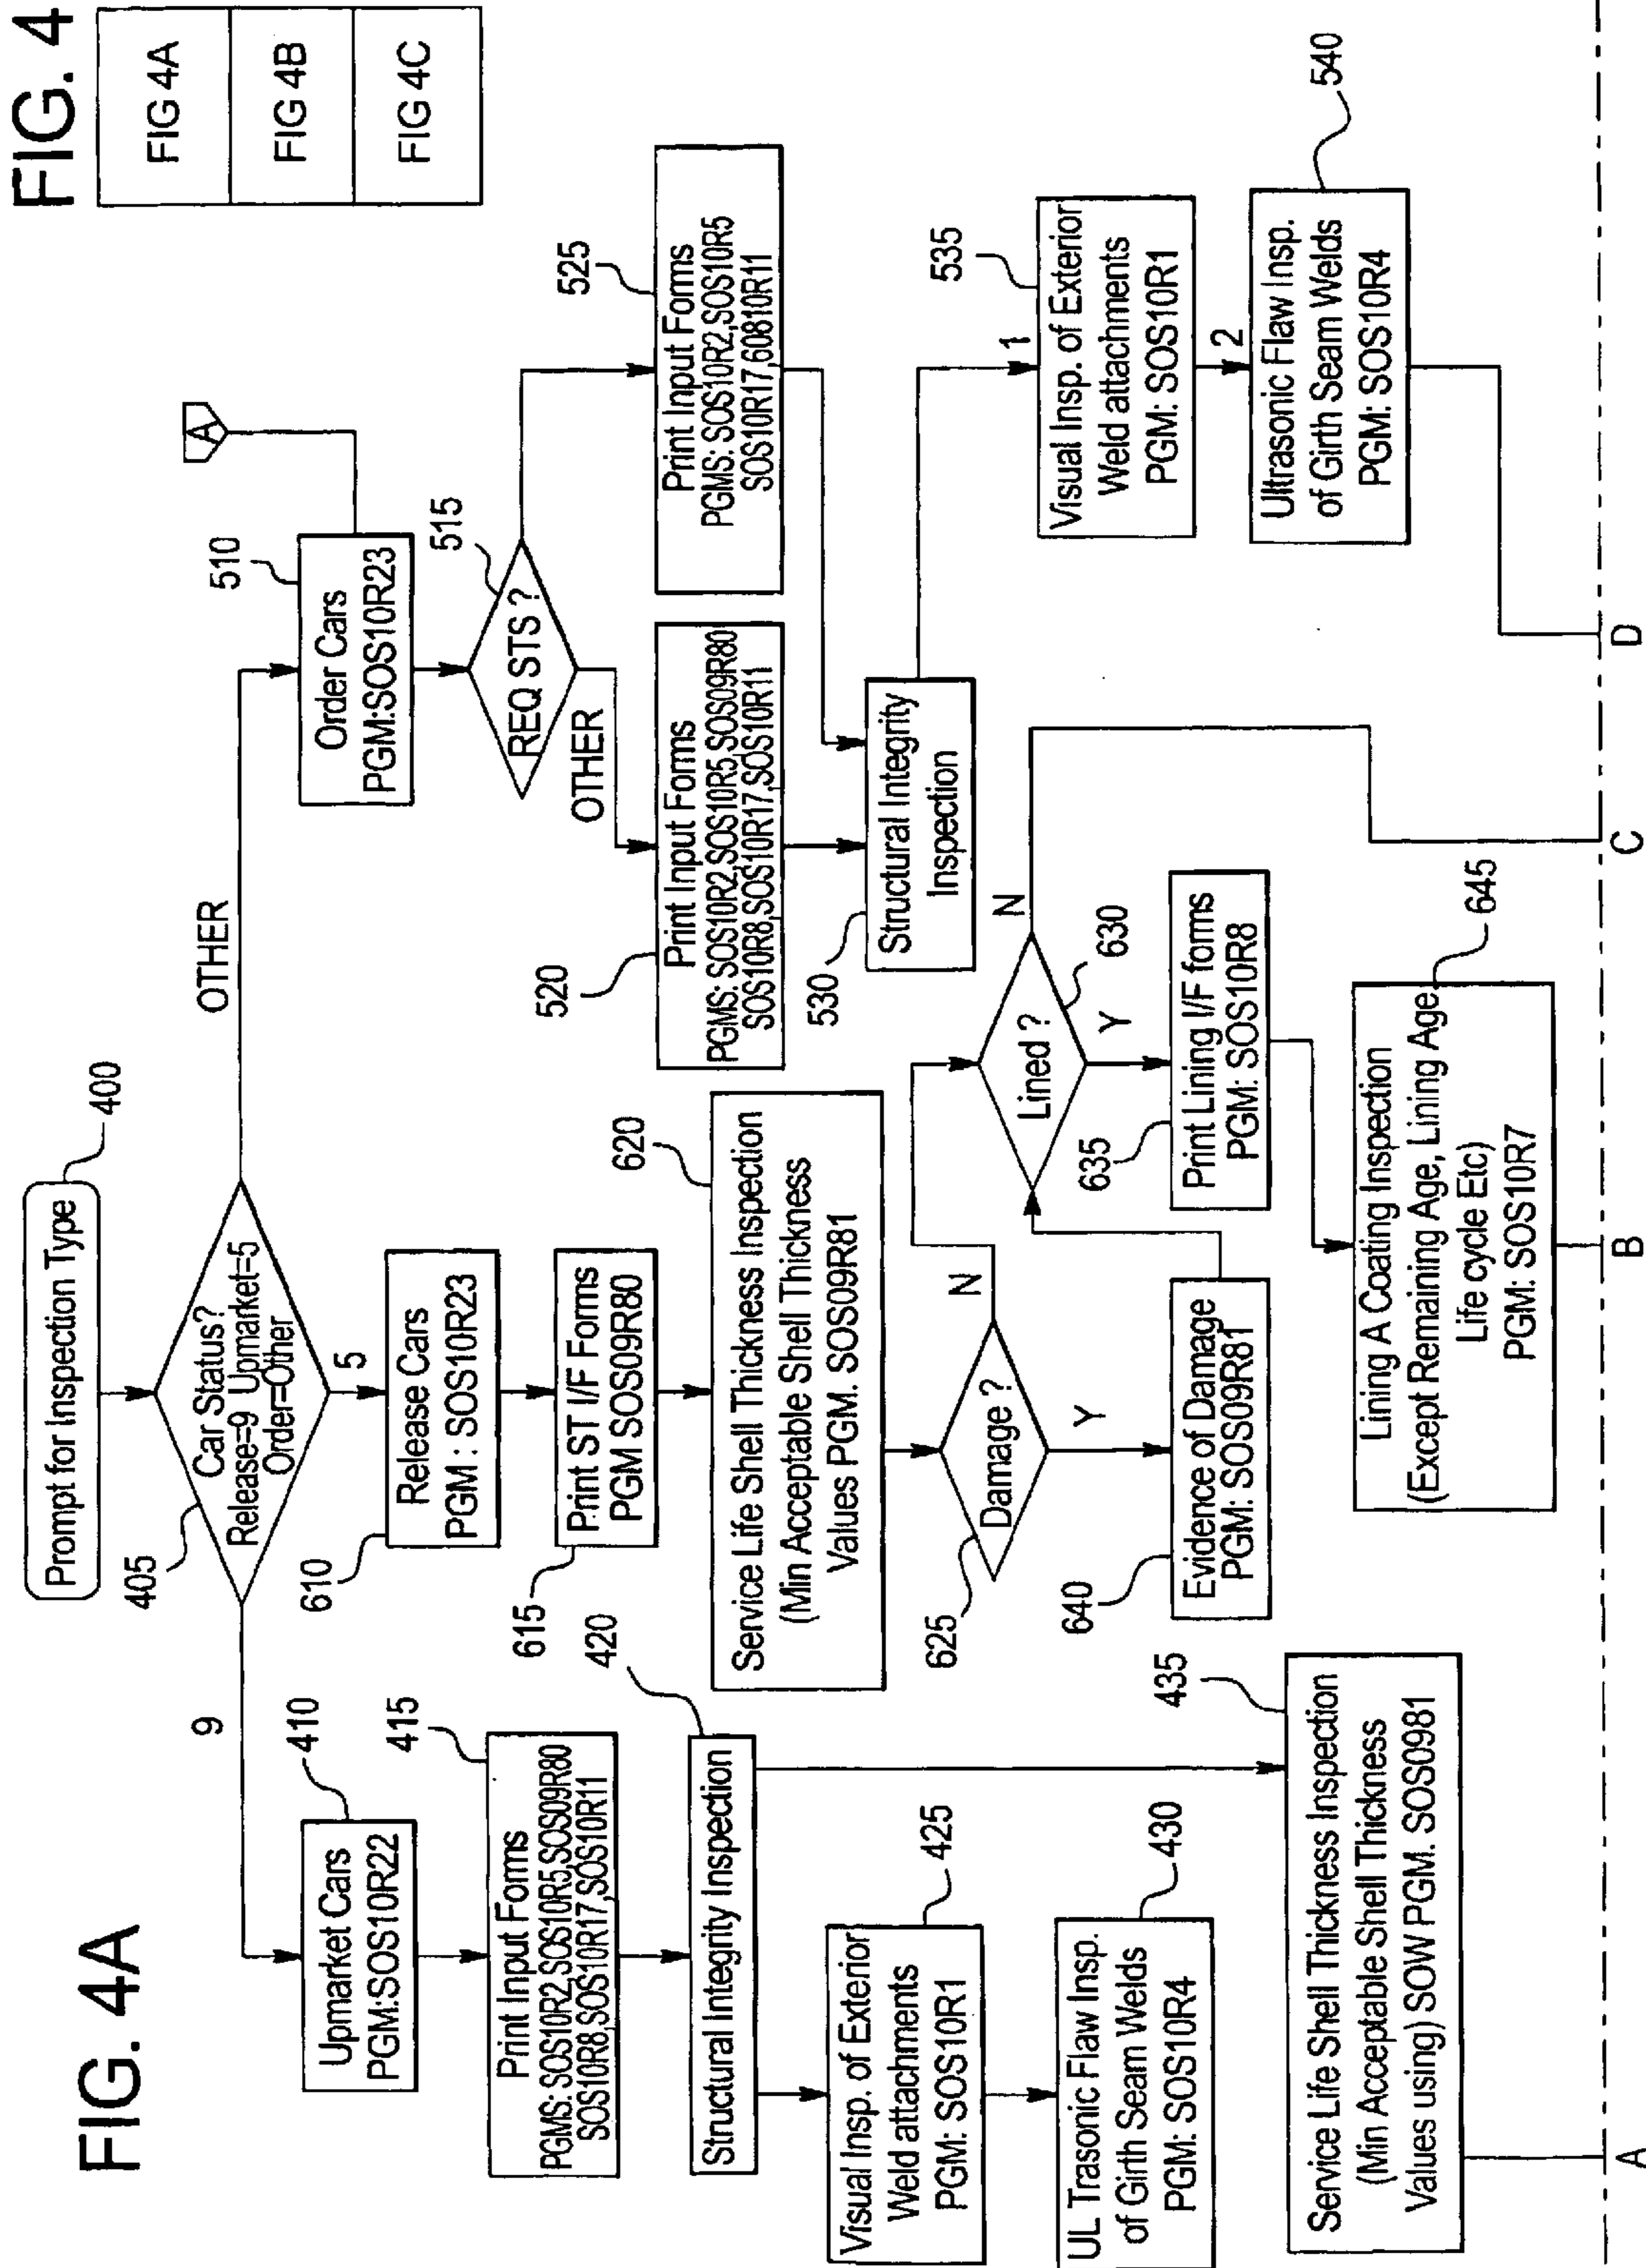 FIG. 4A
FIG. 4
FIG 4A
FIG 4B
FIG 4C
Prompt for Inspection Type
400
405
Car Status?
Release=9 Upmarket=5
Order=Other
9
5
OTHER
410
Upmarket Cars
PGM:SOS10R22
415
Print Input Forms
PGMS: SOS10R2,SOS10R5,SOS09R80
SOS10R8,SOS10R17,SOS10R11
420
Structural Integrity Inspection
425
Visual Insp. of Exterior
Weld attachments
PGM: SOS10R1
430
UL Trasonic Flaw Insp.
of Girth Seam Welds
PGM: SOS10R4
435
Service Life Shell Thickness Inspection
(Min Acceptable Shell Thickness
Values using) SOW PGM. SOS0981
A
610
Release Cars
PGM : SOS10R23
615
Print ST I/F Forms
PGM SOS09R80
620
Service Life Shell Thickness Inspection
(Min Acceptable Shell Thickness
Values PGM. SOS09R81
625
Damage ?
N
Y
640
Evidence of Damage
PGM: SOS09R81
Lined ?
630
N
Y
635
Print Lining I/F forms
PGM: SOS10R8
645
Lining A Coating Inspection
(Except Remaining Age, Lining Age
Life cycle Etc)
PGM: SOS10R7
B
C
510
Order Cars
PGM:SOS10R23
A
515
REQ STS ?
OTHER
520
Print Input Forms
PGMS: SOS10R2,SOS10R5,SOS09R80
SOS10R8,SOS10R17,SOS10R11
525
Print Input Forms
PGMS: SOS10R2,SOS10R5
SOS10R17,60810R11
530
Structural Integrity
Inspection
535
1
Visual Insp. of Exterior
Weld attachments
PGM: SOS10R1
2
540
Ultrasonic Flaw Insp.
of Girth Seam Welds
PGM: SOS10R4
D